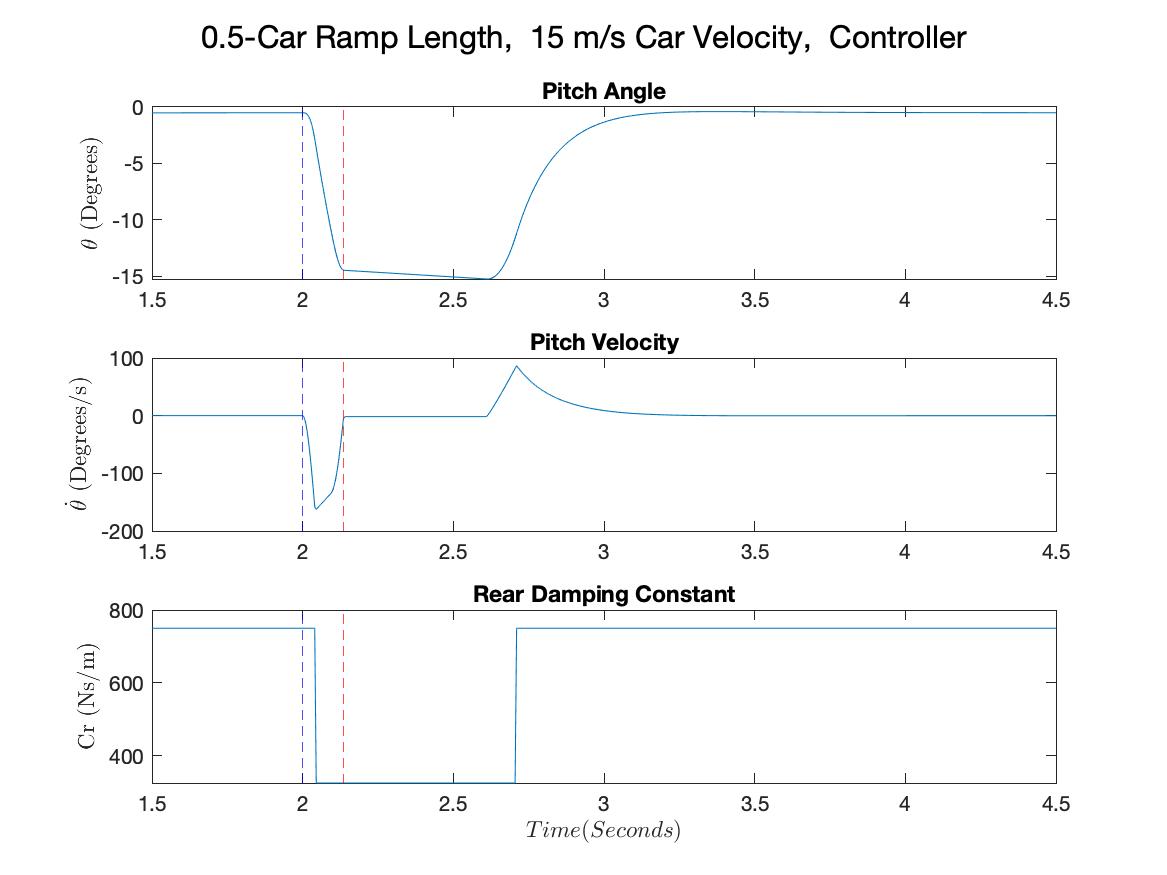 0.5-Car Ramp Length, 15 m/s Car Velocity, Controller
Pitch Angle
0
-5
-10
-15
θ (Degrees)
1.5 2 2.5 3 3.5 4 4.5
Pitch Velocity
100
0
-100
-200
θ̇ (Degrees/s)
1.5 2 2.5 3 3.5 4 4.5
Rear Damping Constant
800
600
400
Cr (Ns/m)
1.5 2 2.5 3 3.5 4 4.5
Time(Seconds)